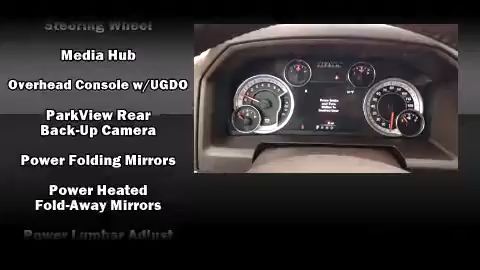 Steering Wheel
Media Hub
Overhead Console w/UGDO
ParkView Rear
Back-Up Camera
Power Folding Mirrors
Power Heated
Fold-Away Mirrors
Power Lumbar Adjust